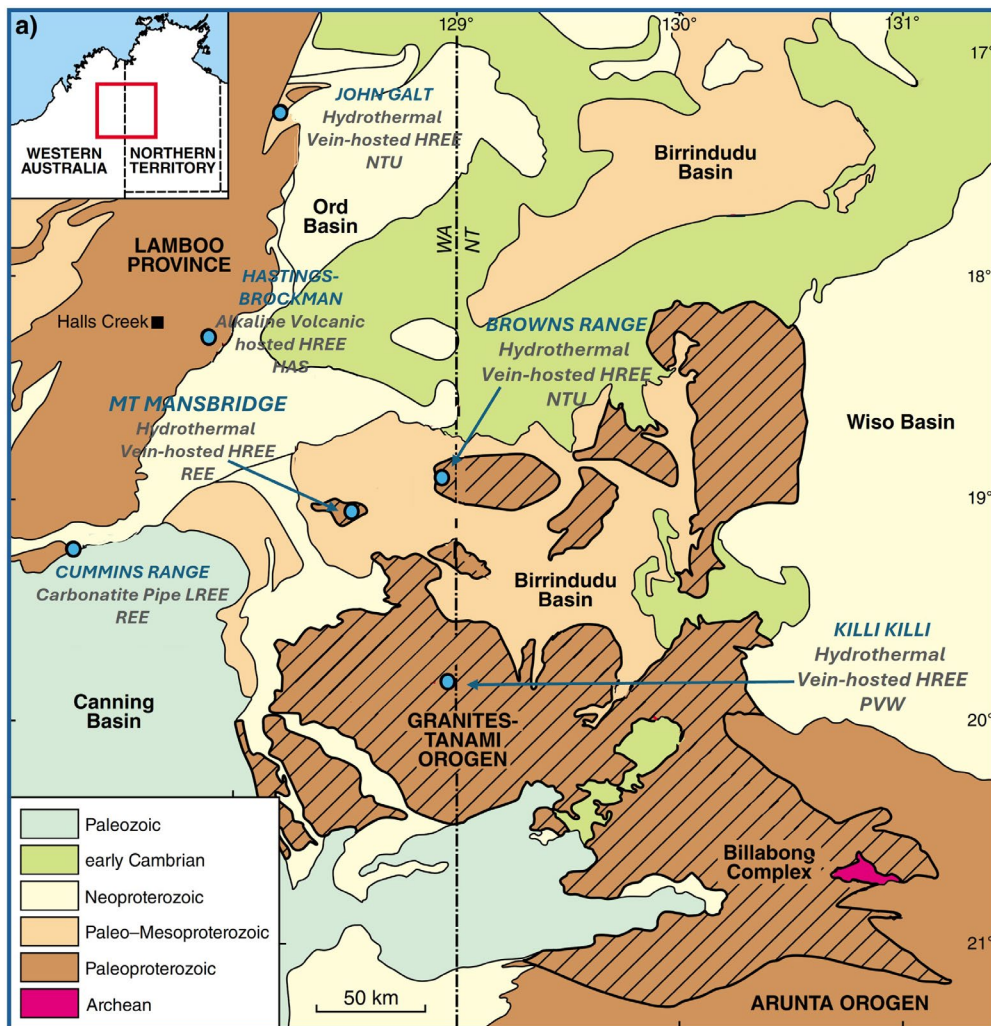 a)
129°
130°
131°
17°
JOHN GALT
Hydrothermal
Vein-hosted HREE
NTU
WESTERN
AUSTRALIA
NORTHERN
TERRITORY
Birrindudu
Basin
Ord
Basin
WA
NT
LAMBOO
PROVINCE
18°
HASTINGS-
BROCKMAN
Alkaline Volcanic
hosted HREE
HAS
Halls Creek
BROWNS RANGE
Hydrothermal
Vein-hosted HREE
NTU
MT MANSBRIDGE
Hydrothermal
Vein-hosted HREE
REE
Wiso Basin
19°
CUMMINS RANGE
Carbonatite Pipe LREE
REE
Birrindudu
Basin
KILLI KILLI
Hydrothermal
Vein-hosted HREE
PVW
Canning
Basin
GRANITES-
TANAMI
OROGEN
20°
Paleozoic
early Cambrian
Neoproterozoic
Paleo–Mesoproterozoic
Paleoproterozoic
Archean
Billabong
Complex
21°
50 km
ARUNTA OROGEN